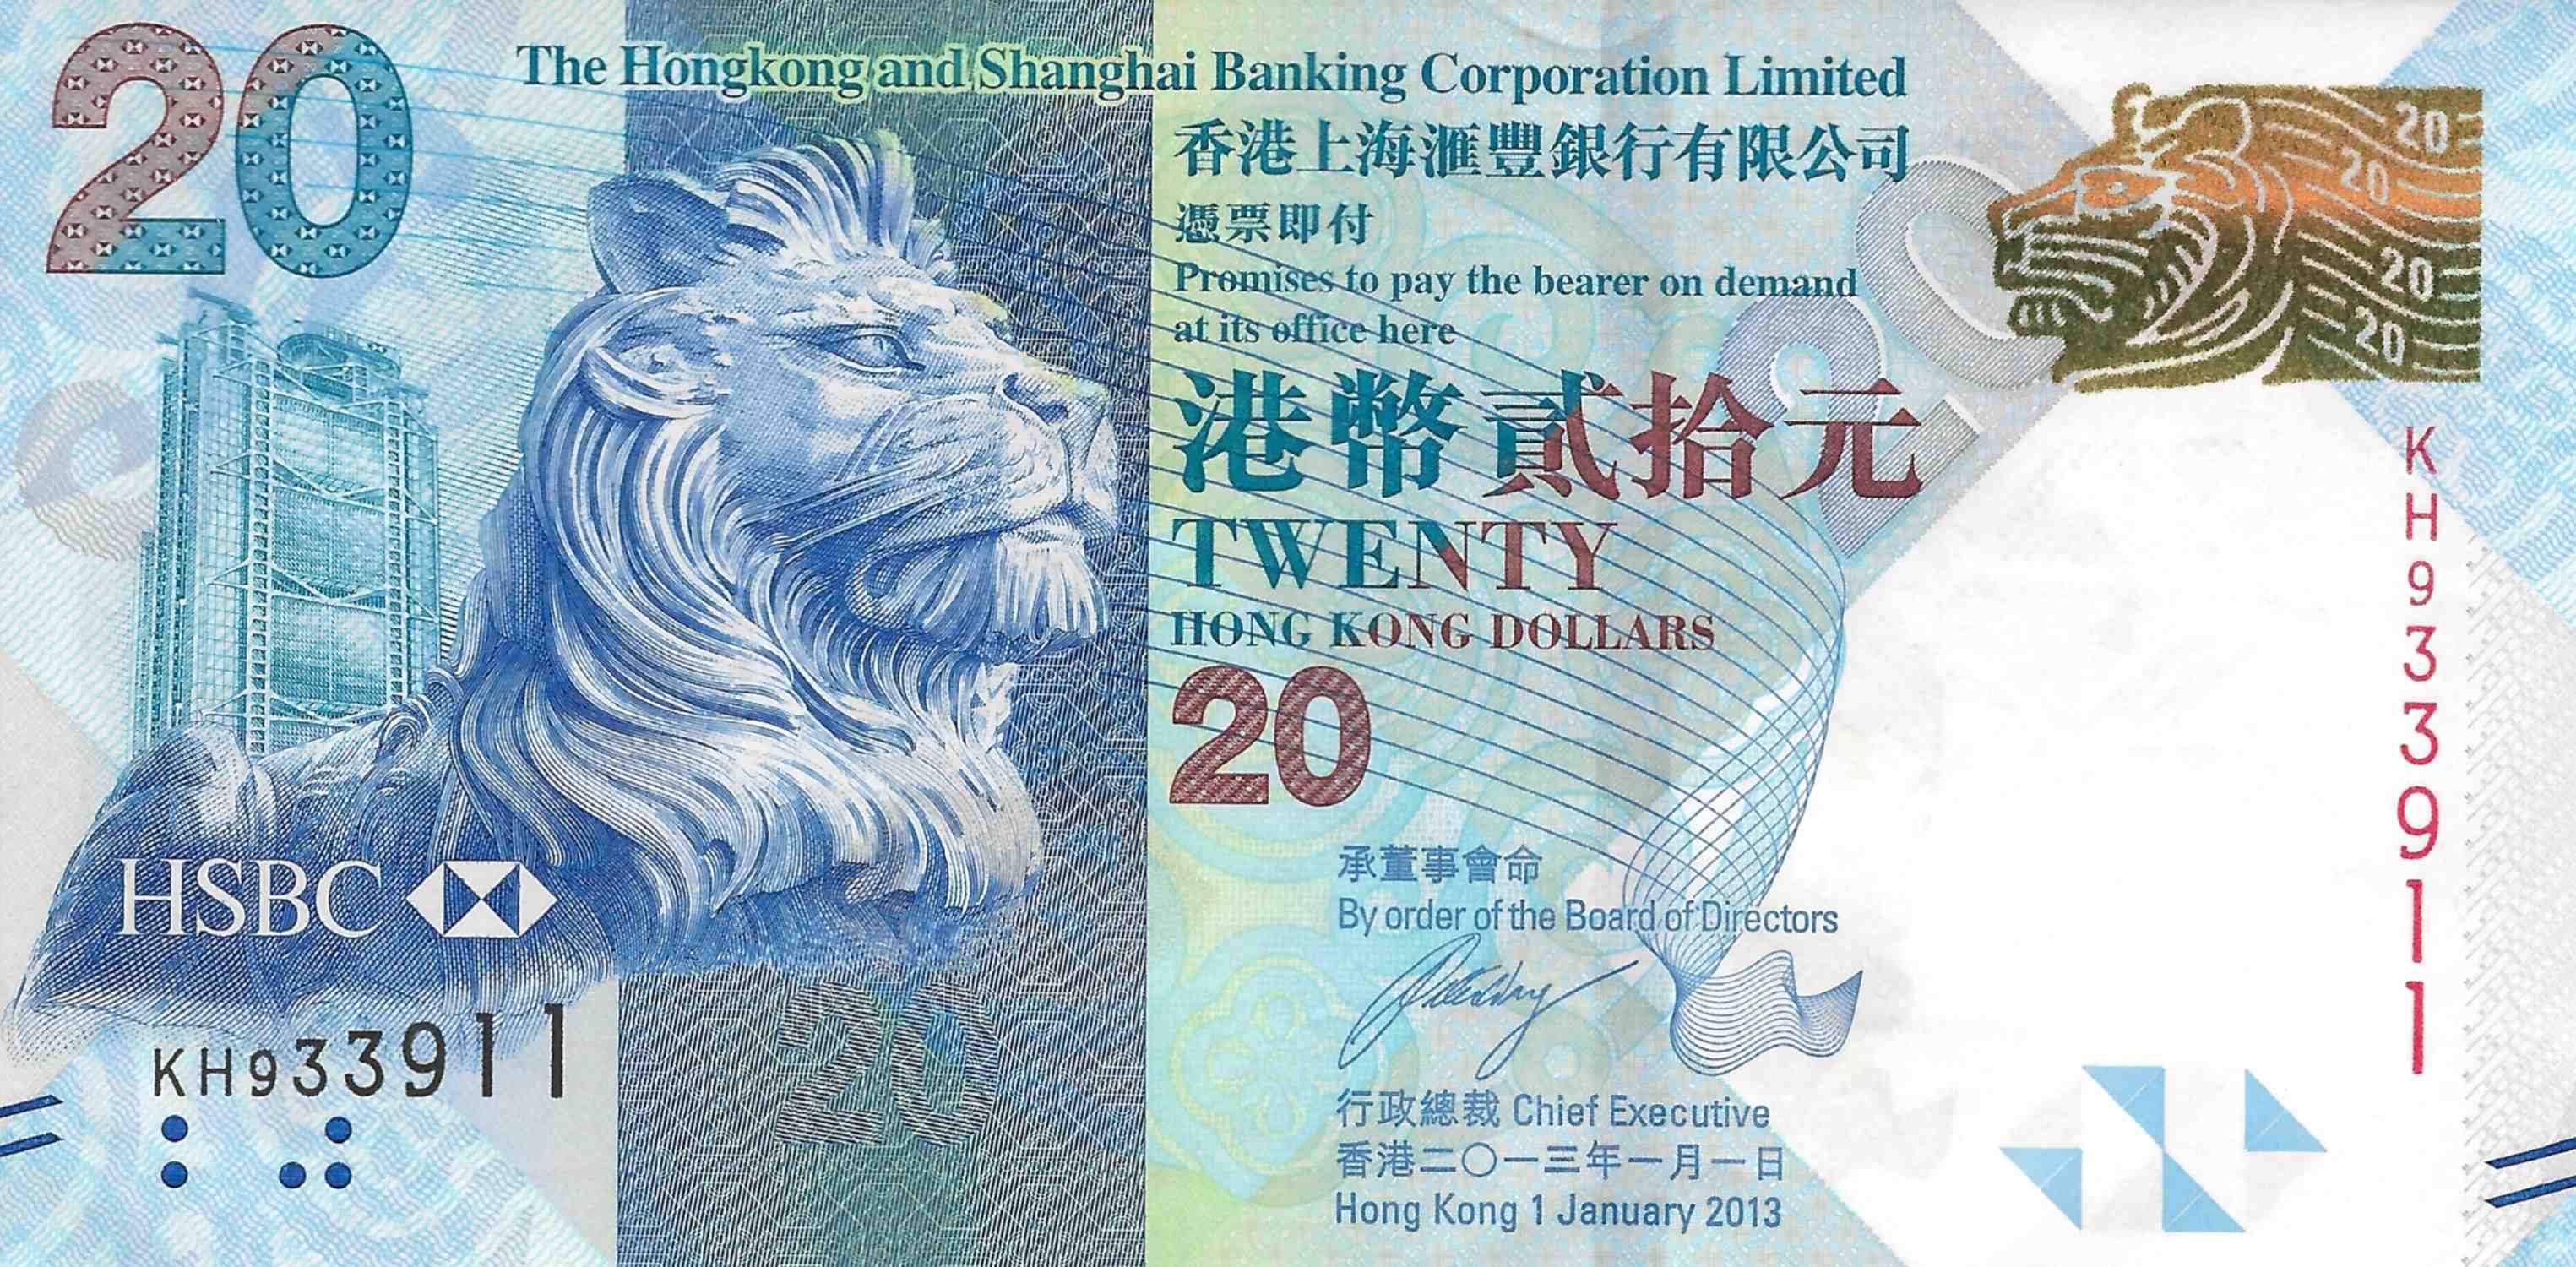 20
The Hongkong and Shanghai Banking Corporation Limited
香港上海滙豐銀行有限公司
憑票即付
Promises to pay the bearer on demand
at its office here
港幣貳拾元
TWENTY
HONG KONG DOLLARS
20
承董事會命
By order of the Board of Directors
行政總裁 Chief Executive
香港二〇一三年一月一日
Hong Kong 1 January 2013
HSBC
KH933911
20
20
20
20
20
20
20
KH933911